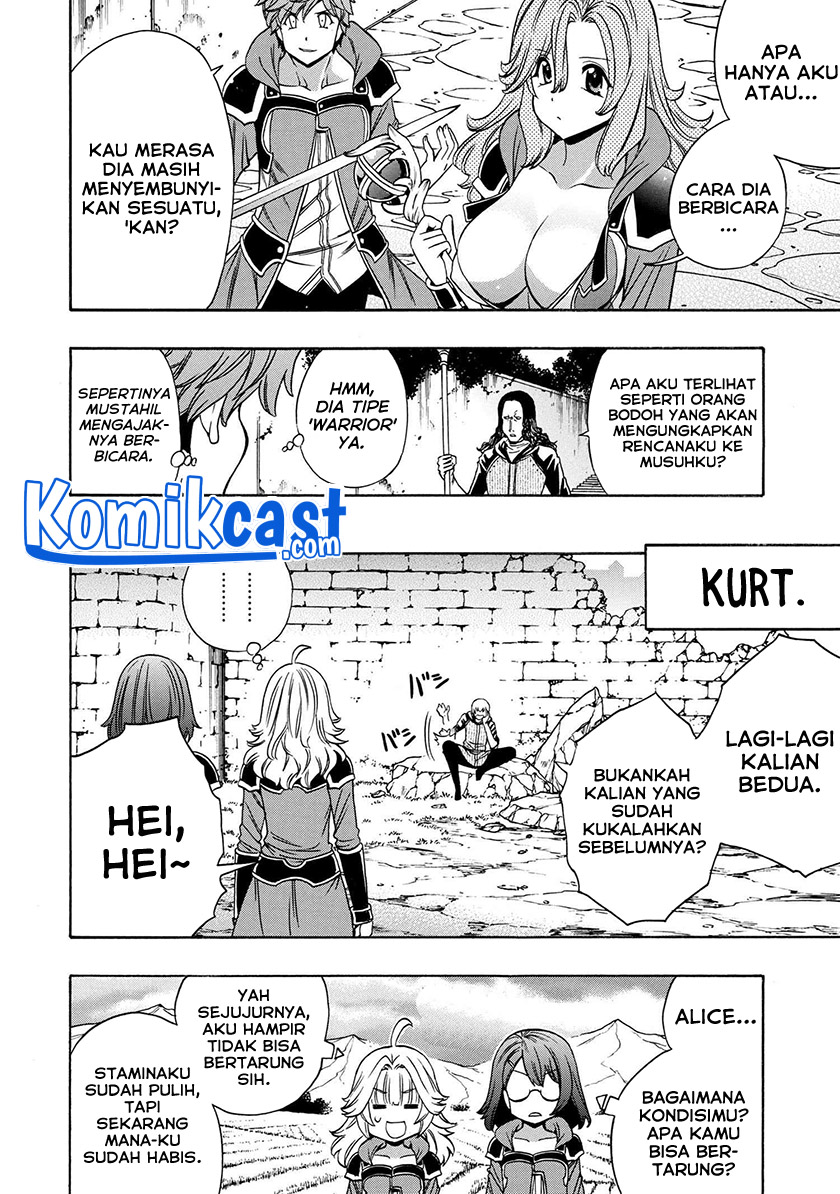 APA
HANYA AKU
ATAU...
CARA DIA
BERBICARA
...
KAU MERASA
DIA MASIH
MENYEMBUNYI-
KAN SESUATU,
'KAN?
APA AKU TERLIHAT
SEPERTI ORANG
BODOH YANG AKAN
MENGUNGKAPKAN
RENCANAKU KE
MUSUHKU?
HMM,
DIA TIPE
'WARRIOR'
YA.
SEPERTINYA
MUSTAHIL
MENGAJAK-
NYA BER-
BICARA.
Komikcast
.com
KURT.
LAGI-LAGI
KALIAN
BEDUA.
BUKANKAH
KALIAN YANG
SUDAH
KUKALAHKAN
SEBELUMNYA?
バシ
バシ
......
......
HEI,
HEI~
ALICE...
BAGAIMANA
KONDISIMU?
APA KAMU
BISA BER-
TARUNG?
YAH
SEJUJURNYA,
AKU HAMPIR
TIDAK BISA
BERTARUNG
SIH.
STAMINAKU
SUDAH PULIH,
TAPI
SEKARANG
MANA-KU
SUDAH HABIS.